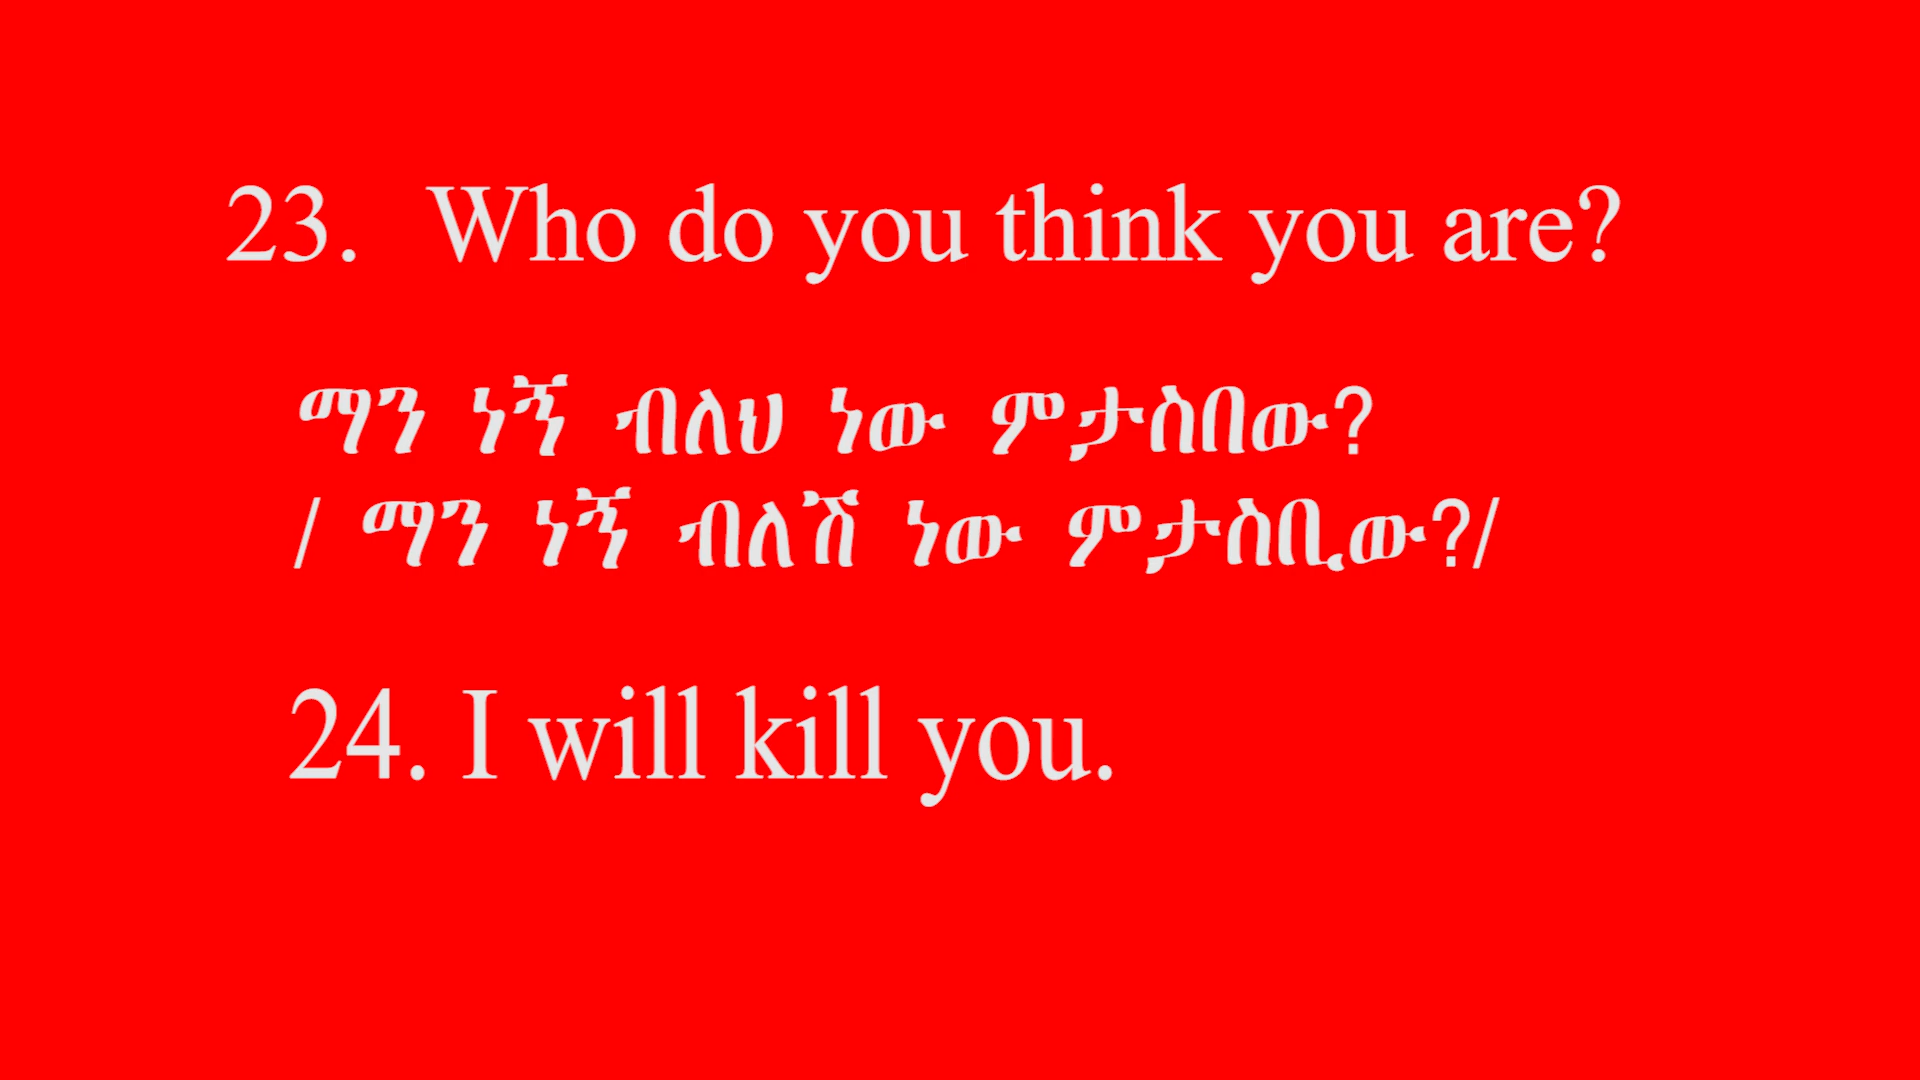 23. Who do you think you are?
ማን ነኝ ብለህ ነው ምታስበው?
/ ማን ነኝ ብለሽ ነው ምታስቢው?/
24. I will kill you.